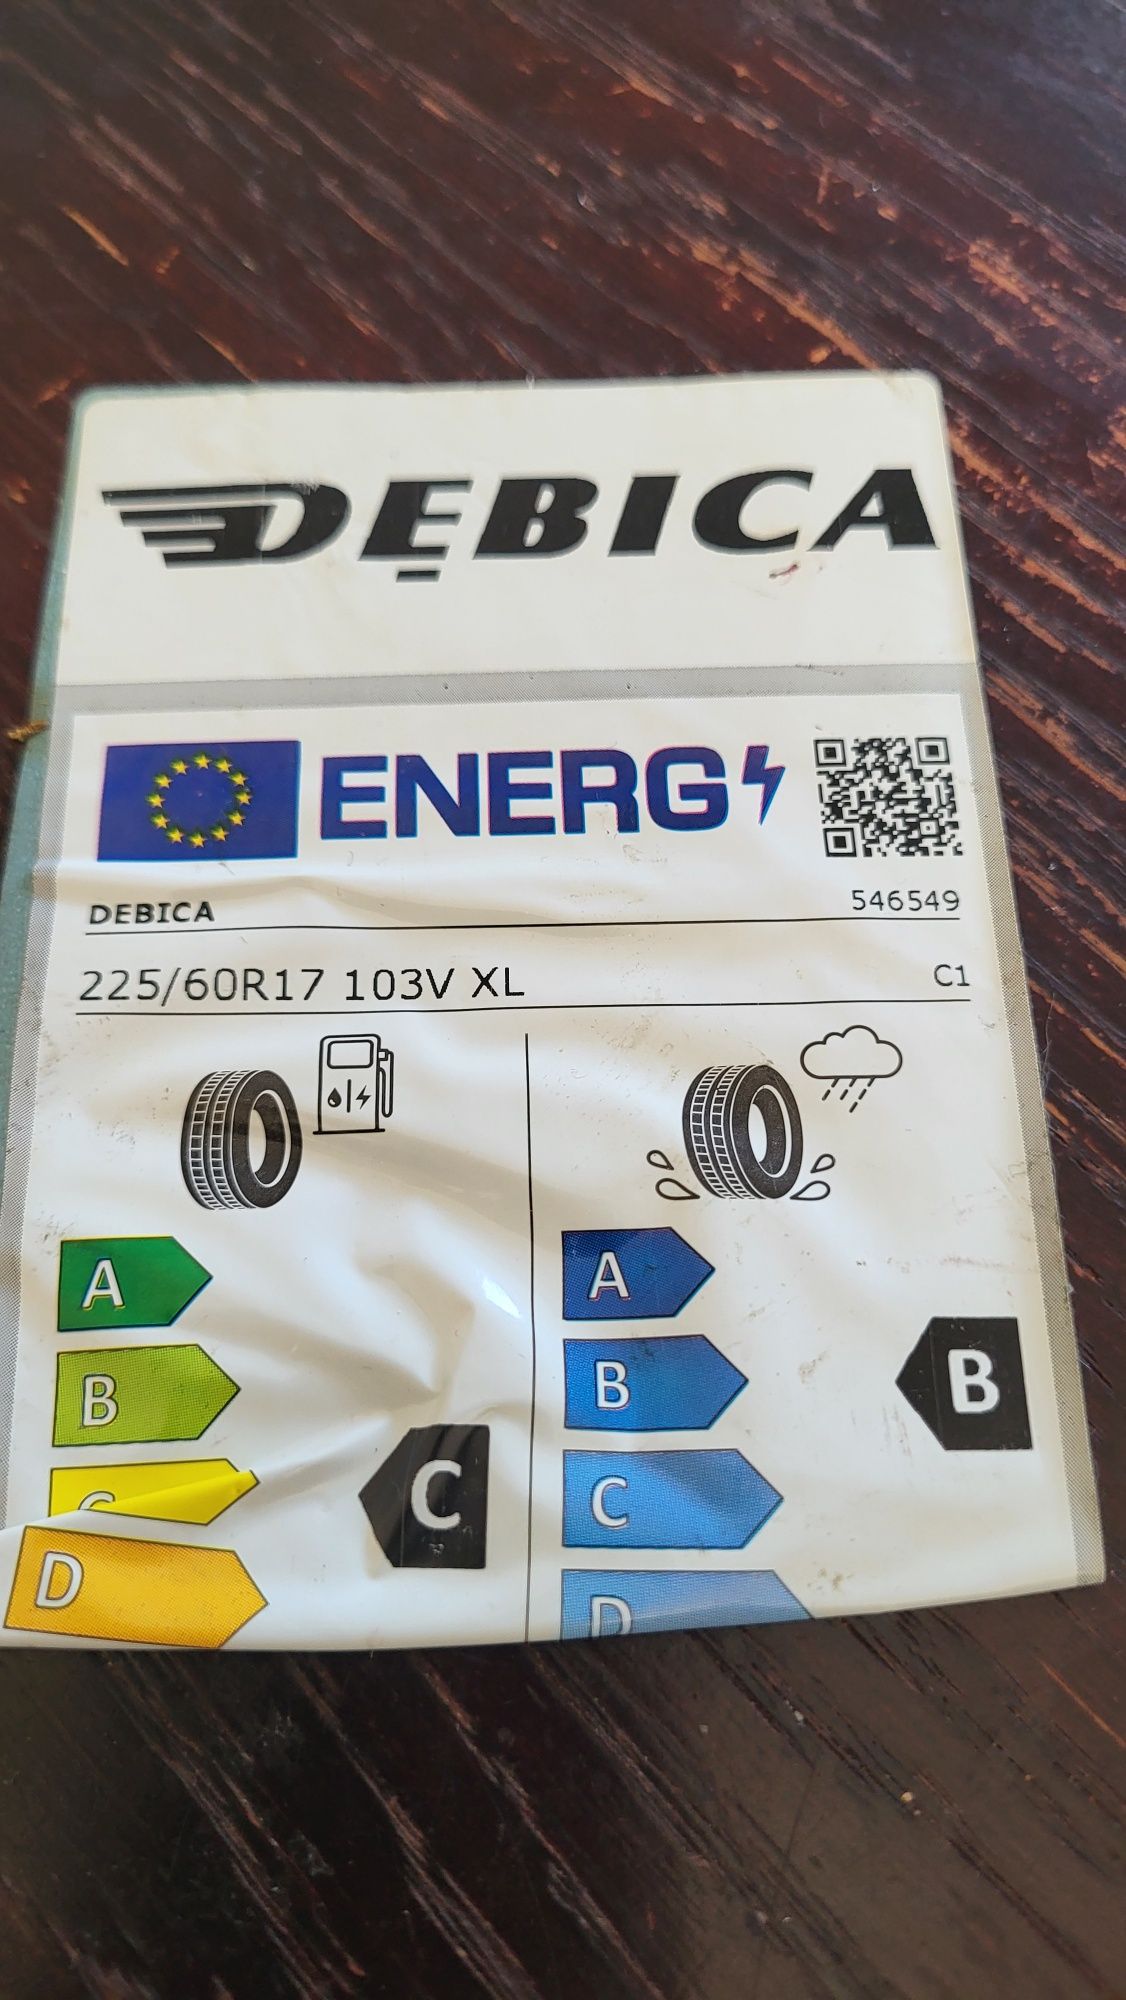 DĘBICA
ENERG
DEBICA 546549
225/60R17 103V XL C1
A A
B B B
C C C
D D